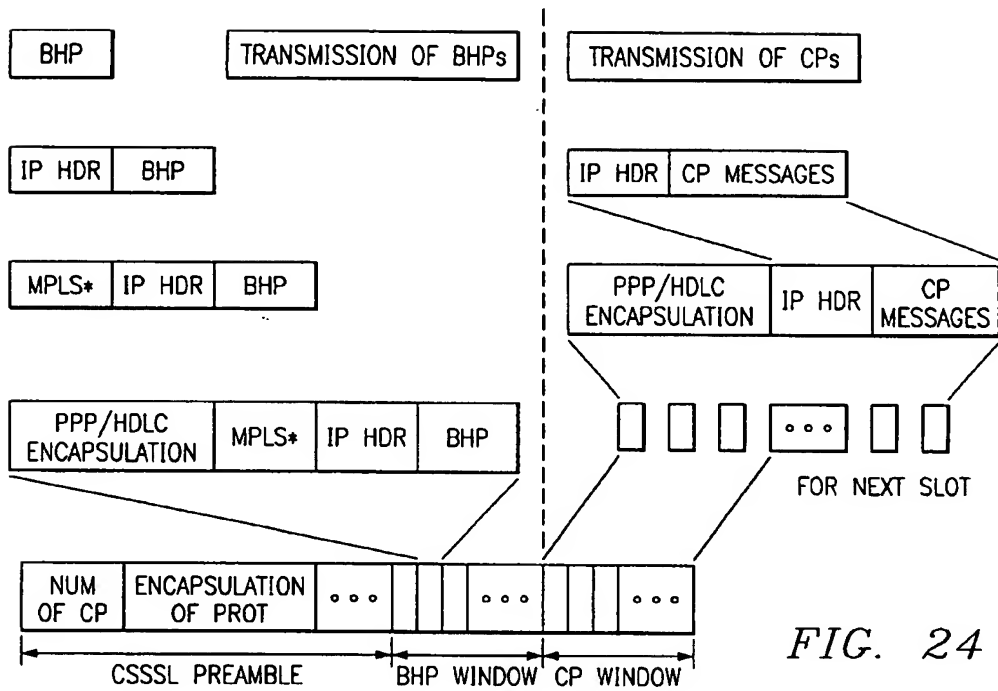 BHP
TRANSMISSION OF BHPs
TRANSMISSION OF CPs
IP HDR
BHP
IP HDR
CP MESSAGES
MPLS*
IP HDR
BHP
PPP/HDLC
ENCAPSULATION
IP HDR
CP
MESSAGES
PPP/HDLC
ENCAPSULATION
MPLS*
IP HDR
BHP
FOR NEXT SLOT
NUM
OF CP
ENCAPSULATION
OF PROT
CSSSL PREAMBLE
BHP WINDOW
CP WINDOW
FIG. 24